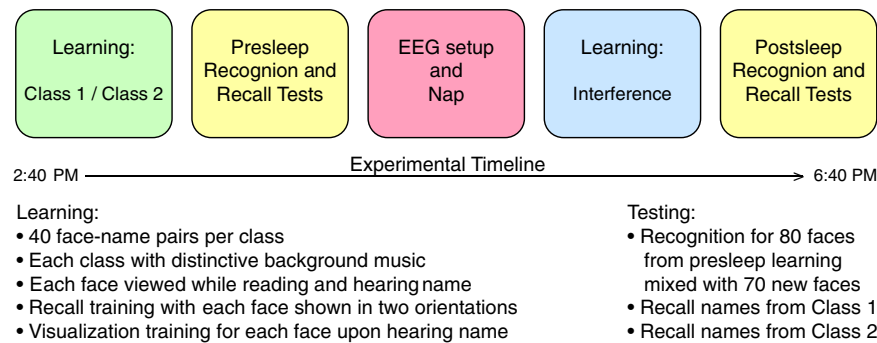 Learning:
Class 1 / Class 2
Presleep
Recognion and
Recall Tests
EEG setup
and
Nap
Learning:
Interference
Postsleep
Recognion and
Recall Tests
Experimental Timeline
2:40 PM
6:40 PM
Learning:
• 40 face-name pairs per class
• Each class with distinctive background music
• Each face viewed while reading and hearing name
• Recall training with each face shown in two orientations
• Visualization training for each face upon hearing name
Testing:
• Recognition for 80 faces
from presleep learning
mixed with 70 new faces
• Recall names from Class 1
• Recall names from Class 2